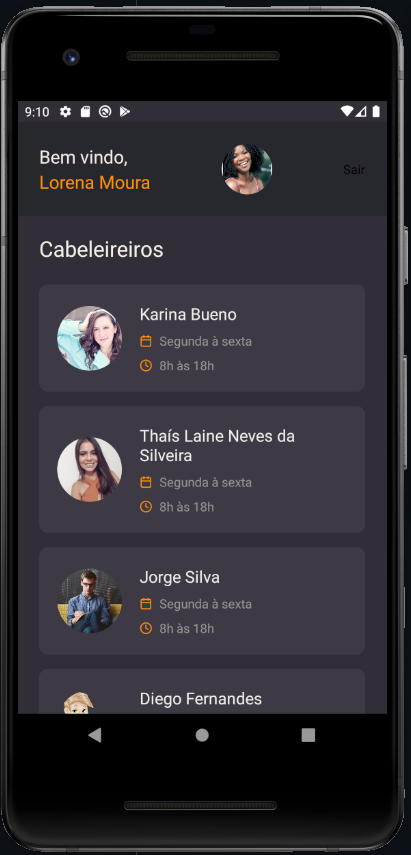 9:10
Bem vindo,
Lorena Moura
Sair
Cabeleireiros
Karina Bueno
Segunda à sexta
8h às 18h
Thaís Laine Neves da
Silveira
Segunda à sexta
8h às 18h
Jorge Silva
Segunda à sexta
8h às 18h
Diego Fernandes